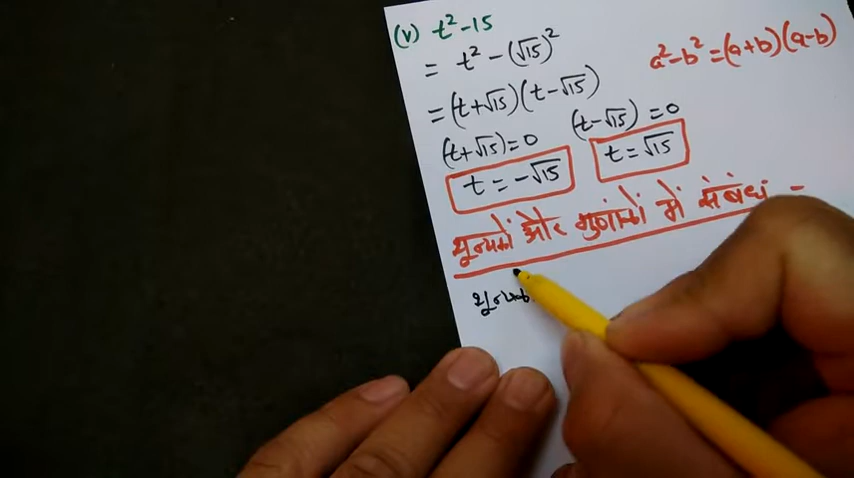 (v) t² - 15
= t² - (√15)²
a² - b² = (a+b)(a-b)
= (t+√15)(t-√15)
(t+√15) = 0 (t-√15) = 0
t = -√15 t = √15
शून्यकों और गुणांकों में संबंध -